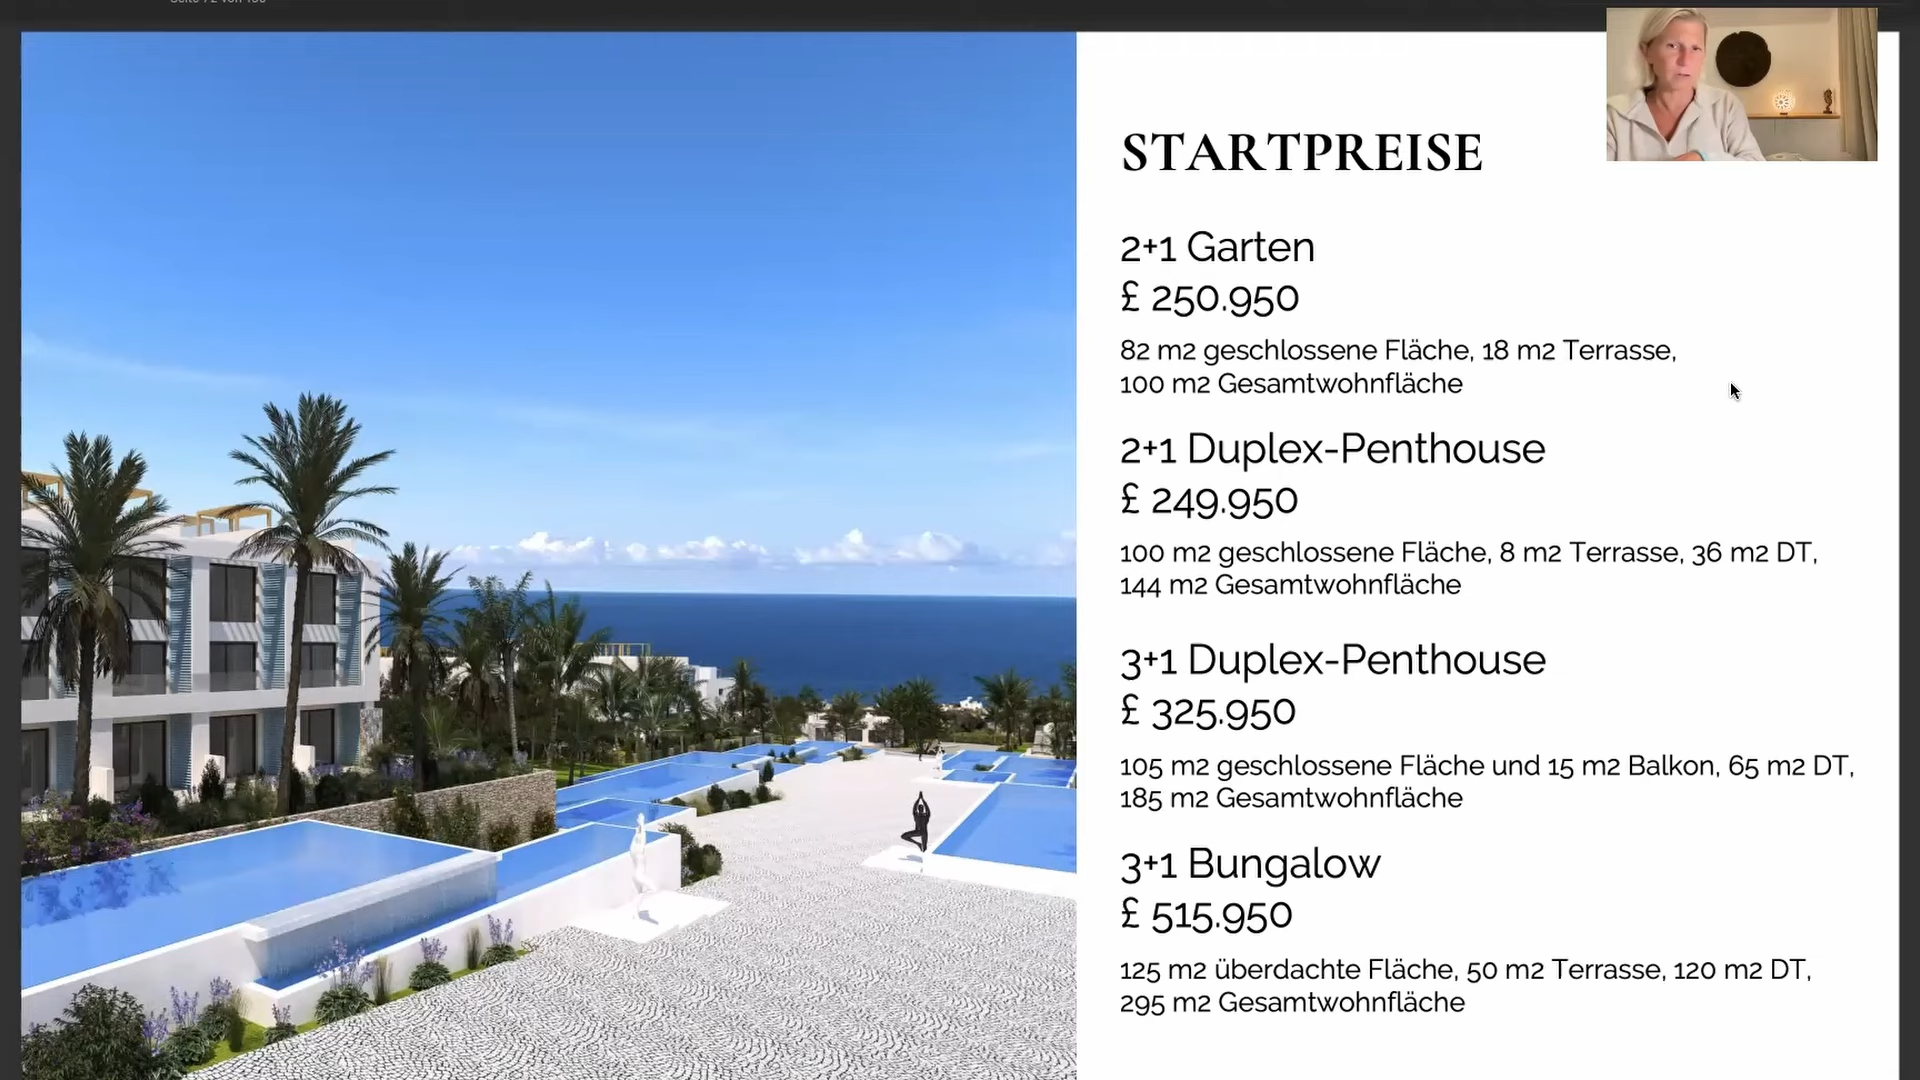 STARTPREISE
2+1 Garten
£ 250.950
82 m2 geschlossene Fläche, 18 m2 Terrasse,
100 m2 Gesamtwohnfläche
2+1 Duplex-Penthouse
£ 249.950
100 m2 geschlossene Fläche, 8 m2 Terrasse, 36 m2 DT,
144 m2 Gesamtwohnfläche
3+1 Duplex-Penthouse
£ 325.950
105 m2 geschlossene Fläche und 15 m2 Balkon, 65 m2 DT,
185 m2 Gesamtwohnfläche
3+1 Bungalow
£ 515.950
125 m2 überdachte Fläche, 50 m2 Terrasse, 120 m2 DT,
295 m2 Gesamtwohnfläche